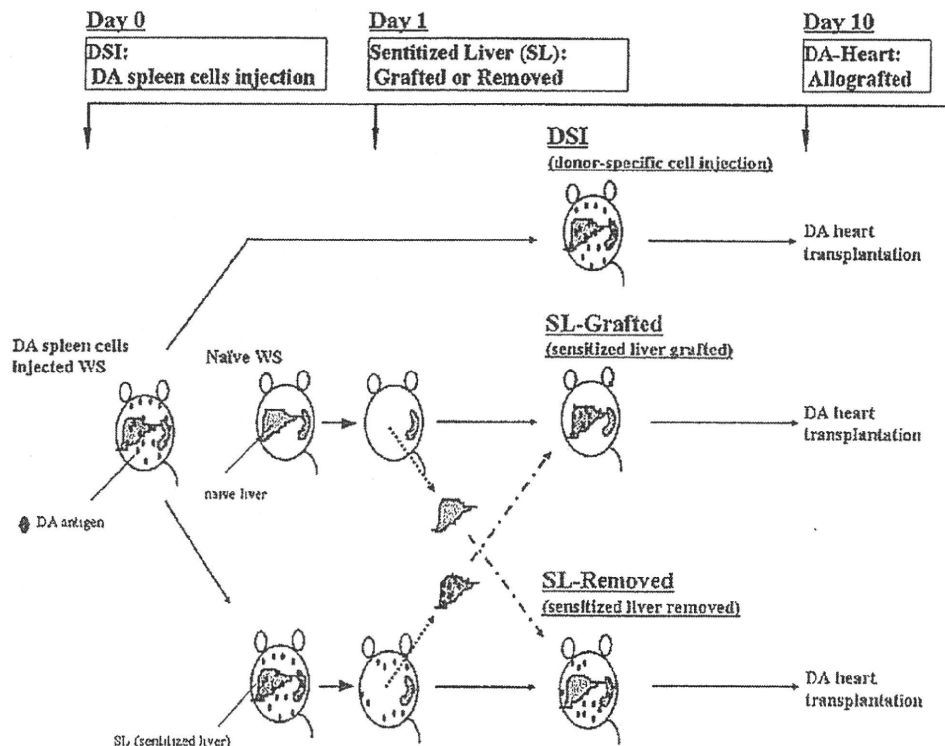 Day 0
DSI:
DA spleen cells injection
Day 1
Sentitized Liver (SL):
Grafted or Removed
Day 10
DA-Heart:
Allografted
DSI
(donor-specific cell injection)
DA heart
transplantation
DA spleen cells
Injected WS
Naïve WS
SL-Grafted
(sensitized liver grafted)
DA heart
transplantation
naive liver
DA antigen
SL-Removed
(sensitized liver removed)
DA heart
transplantation
SL (sentitized liver)